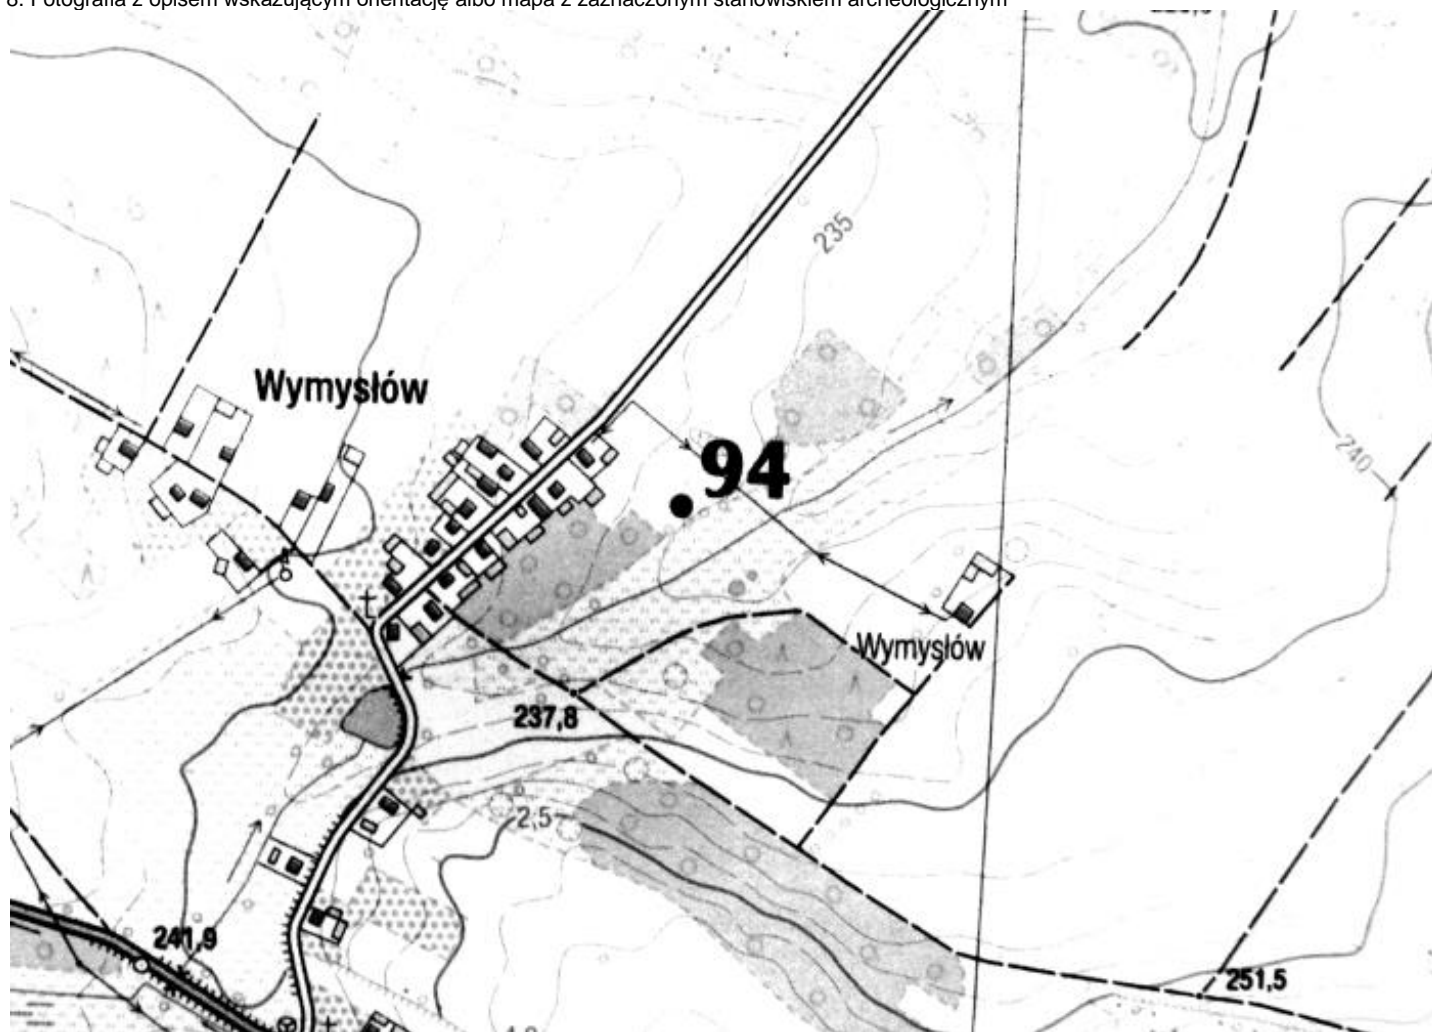 8. Fotografia z opisem wskazującym orientację albo mapa z zaznaczonym stanowiskiem archeologicznym
235
Wymysłów
240
94
Wymysłów
237,8
2,5
241,9
251,5